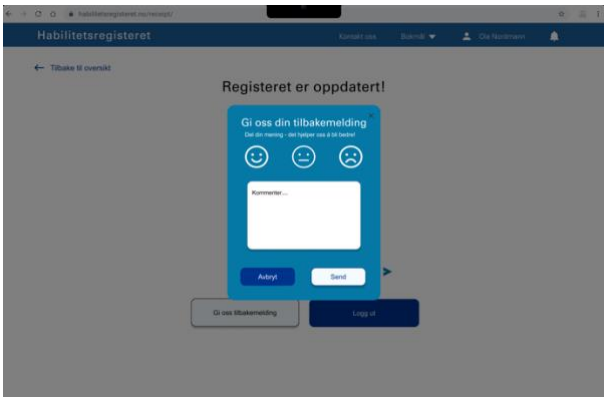 habilitetsregisteret.no/receipt/
Habilitetsregisteret
Kontakt oss
Bokmål
Ola Nordmann
Tilbake til oversikt
Registeret er oppdatert!
Gi oss din tilbakemelding
Del din mening - det hjelper oss å bli bedre!
Kommenter...
Avbryt
Send
Gi oss tilbakemelding
Logg ut